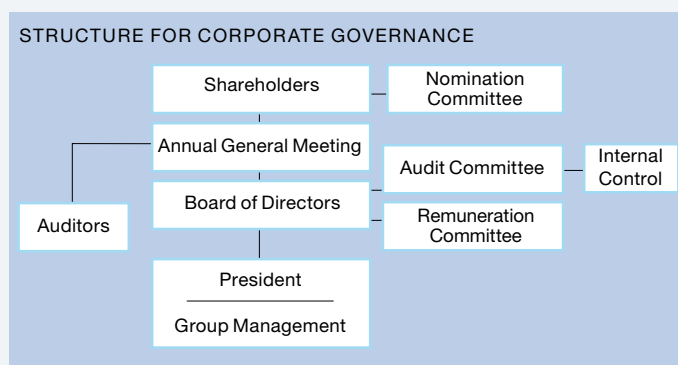 STRUCTURE FOR CORPORATE GOVERNANCE
Shareholders
Nomination
Committee
Annual General Meeting
Audit Committee
Internal
Control
Auditors
Board of Directors
Remuneration
Committee
President
Group Management